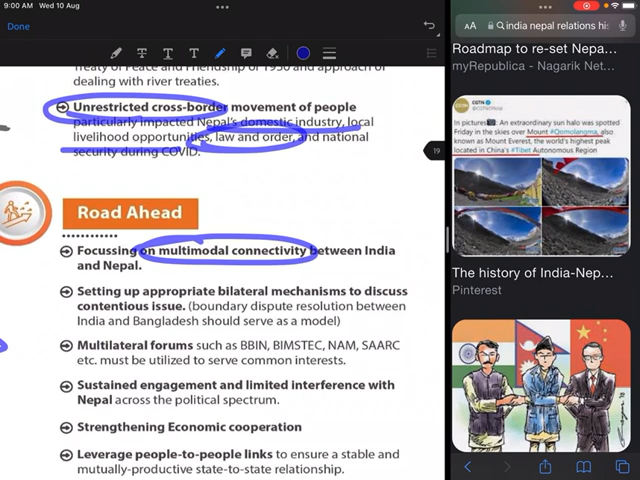 9:00 AM Wed 10 Aug
Done
T T T
Treaty of Peace and Friendship of 1950 and approach of
dealing with river treaties.
Unrestricted cross-border movement of people
particularly impacted Nepal's domestic industry, local
livelihood opportunities, law and order, and national
security during COVID.
19
Road Ahead
Focussing on multimodal connectivity between India
and Nepal.
Setting up appropriate bilateral mechanisms to discuss
contentious issue. (boundary dispute resolution between
India and Bangladesh should serve as a model)
Multilateral forums such as BBIN, BIMSTEC, NAM, SAARC
etc. must be utilized to serve common interests.
Sustained engagement and limited interference with
Nepal across the political spectrum.
Strengthening Economic cooperation
Leverage people-to-people links to ensure a stable and
mutually-productive state-to-state relationship.
AA
india nepal relations his
Roadmap to re-set Nepa...
myRepublica - Nagarik Net...
CGTN
@CGTNOfficial
In pictures: An extraordinary sun halo was spotted
Friday in the skies over Mount #Qomolangma, also
known as Mount Everest, the world's highest peak
located in China's #Tibet Autonomous Region
The history of India-Nep...
Pinterest